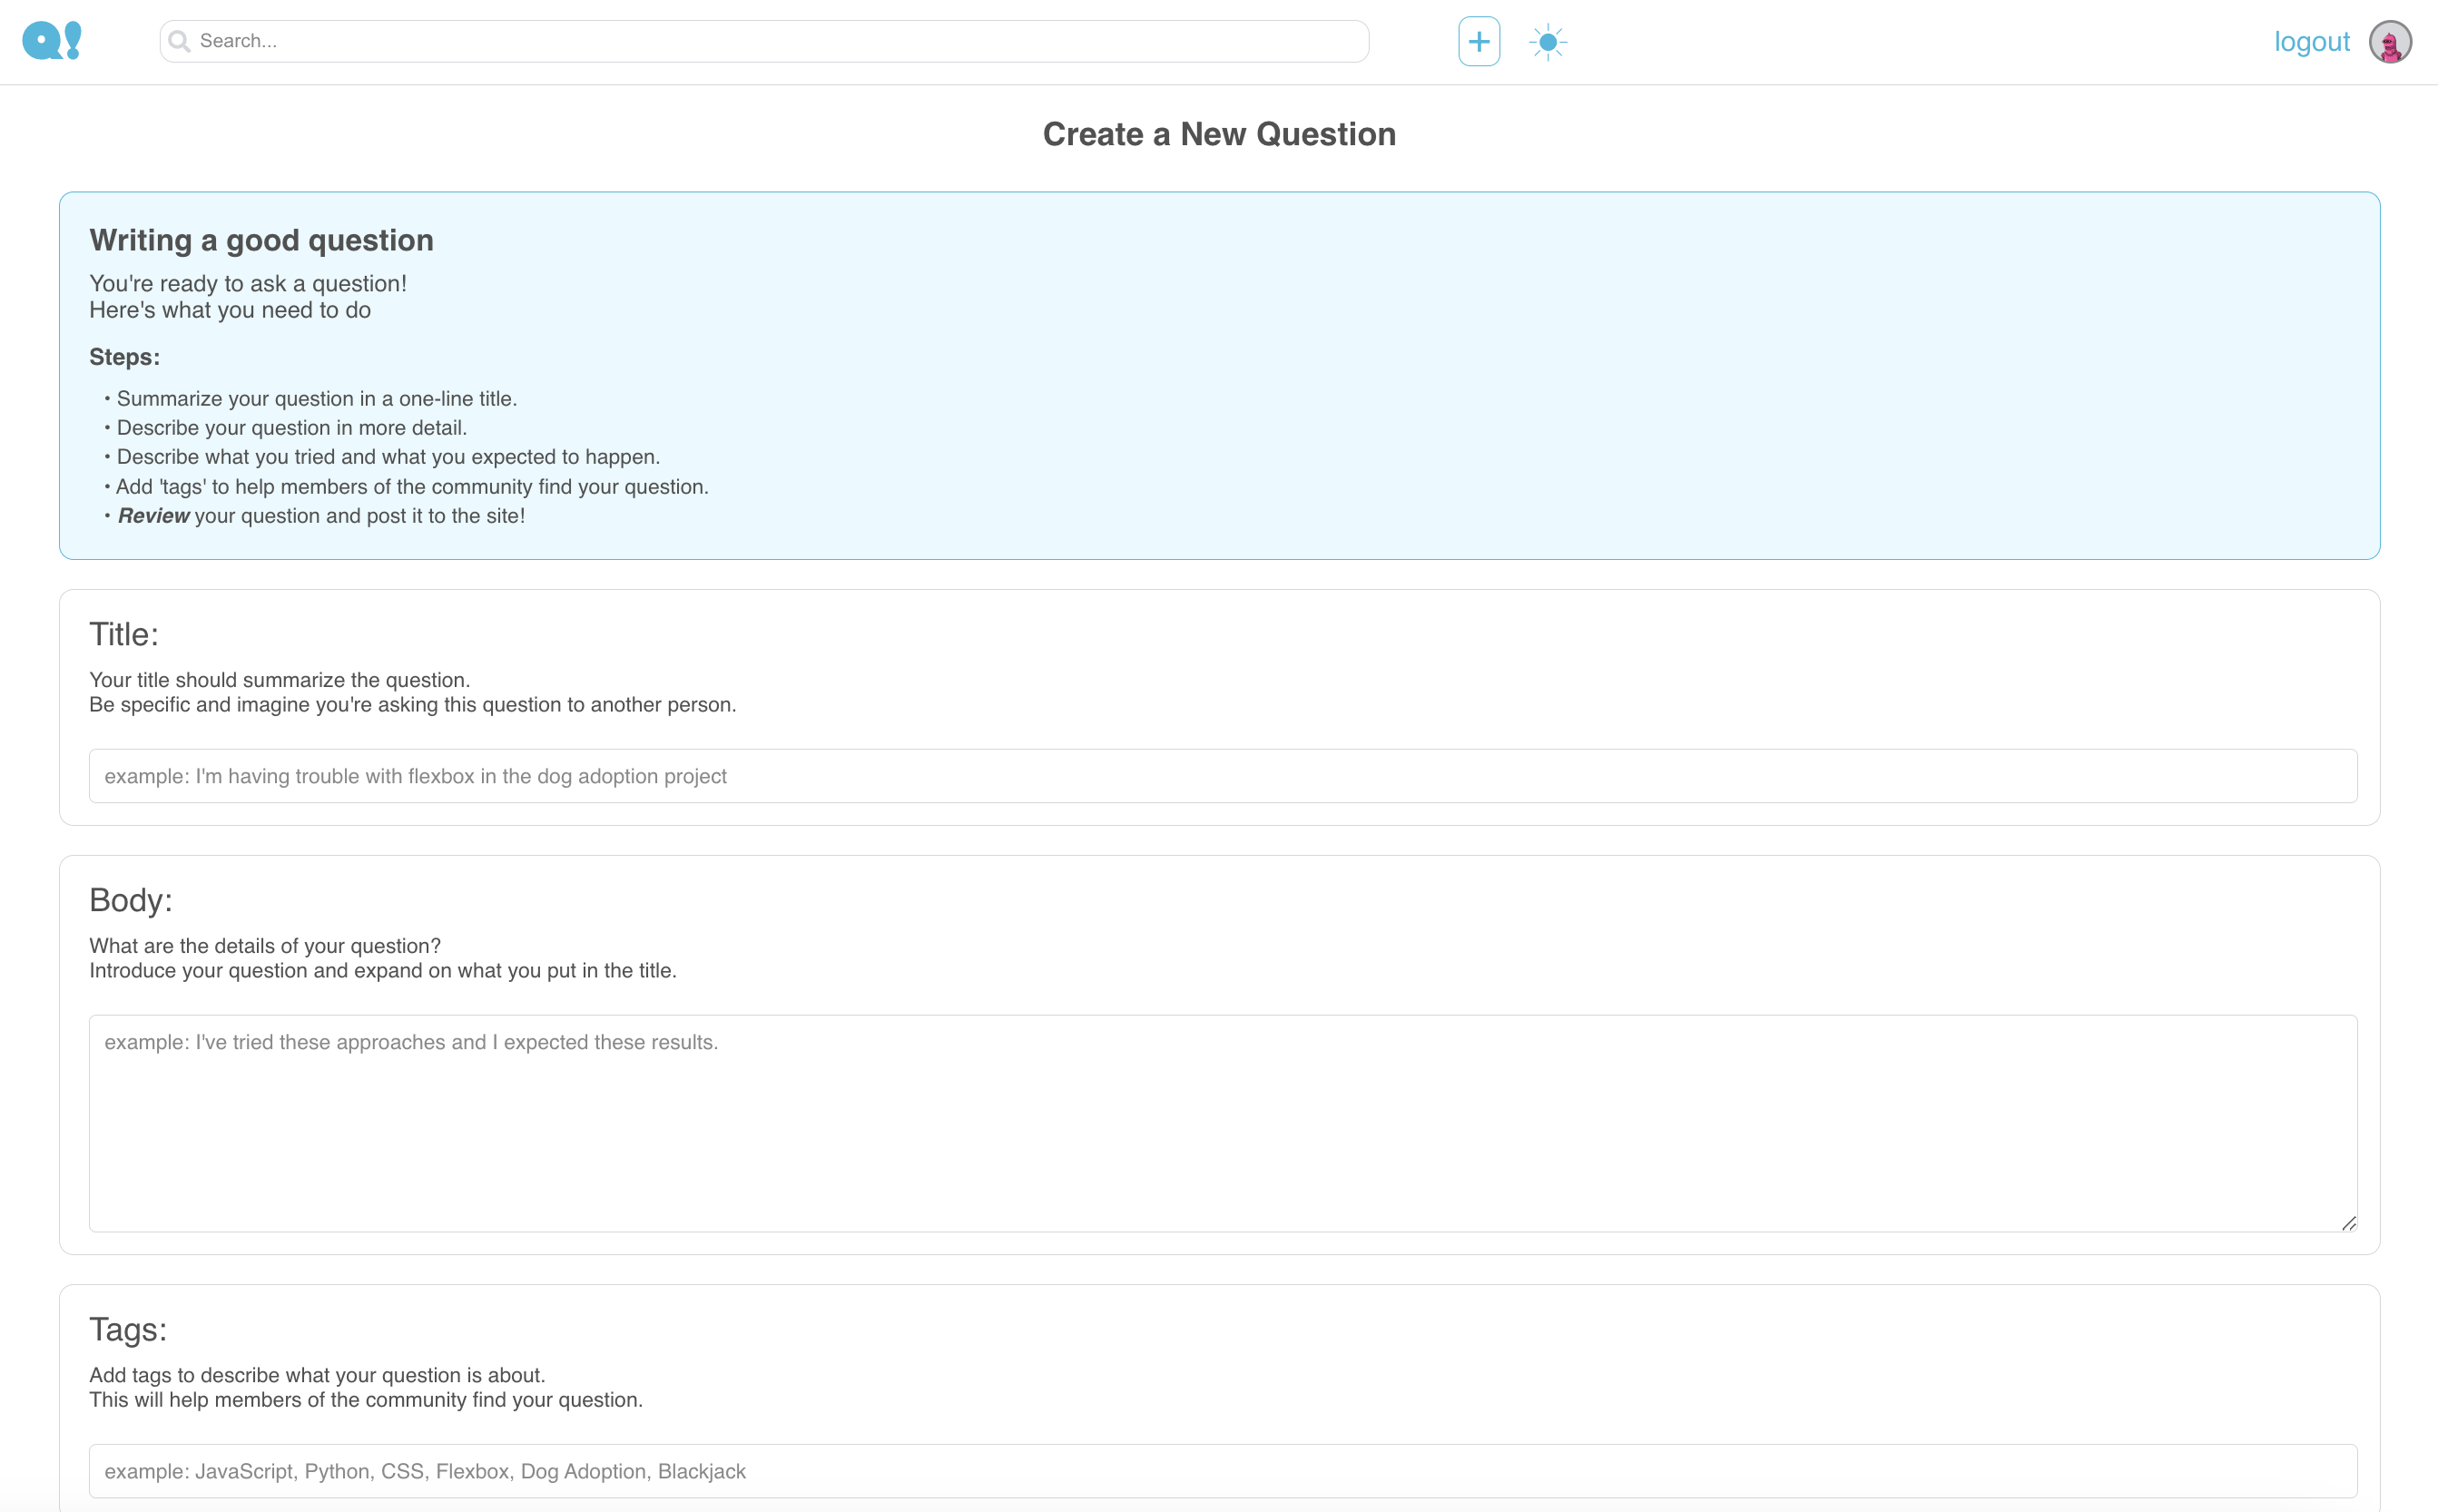 Q!
Search...
logout
Create a New Question
Writing a good question
You're ready to ask a question!
Here's what you need to do
Steps:
• Summarize your question in a one-line title.
• Describe your question in more detail.
• Describe what you tried and what you expected to happen.
• Add 'tags' to help members of the community find your question.
• Review your question and post it to the site!
Title:
Your title should summarize the question.
Be specific and imagine you're asking this question to another person.
example: I'm having trouble with flexbox in the dog adoption project
Body:
What are the details of your question?
Introduce your question and expand on what you put in the title.
example: I've tried these approaches and I expected these results.
Tags:
Add tags to describe what your question is about.
This will help members of the community find your question.
example: JavaScript, Python, CSS, Flexbox, Dog Adoption, Blackjack